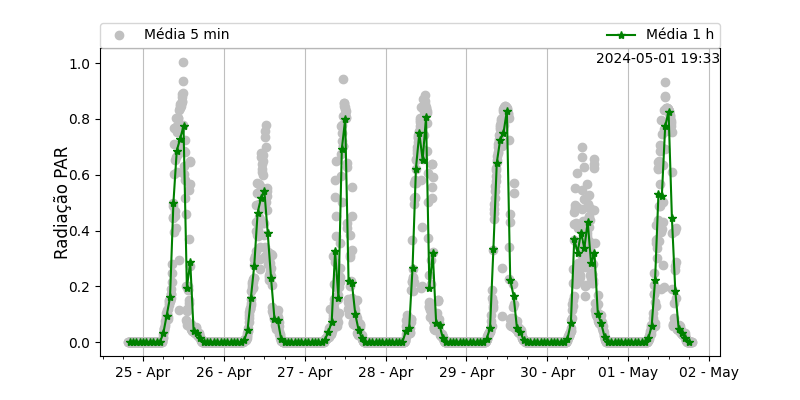 Média 5 min
Média 1 h
2024-05-01 19:33
Radiação PAR
1.0
0.8
0.6
0.4
0.2
0.0
25 - Apr
26 - Apr
27 - Apr
28 - Apr
29 - Apr
30 - Apr
01 - May
02 - May